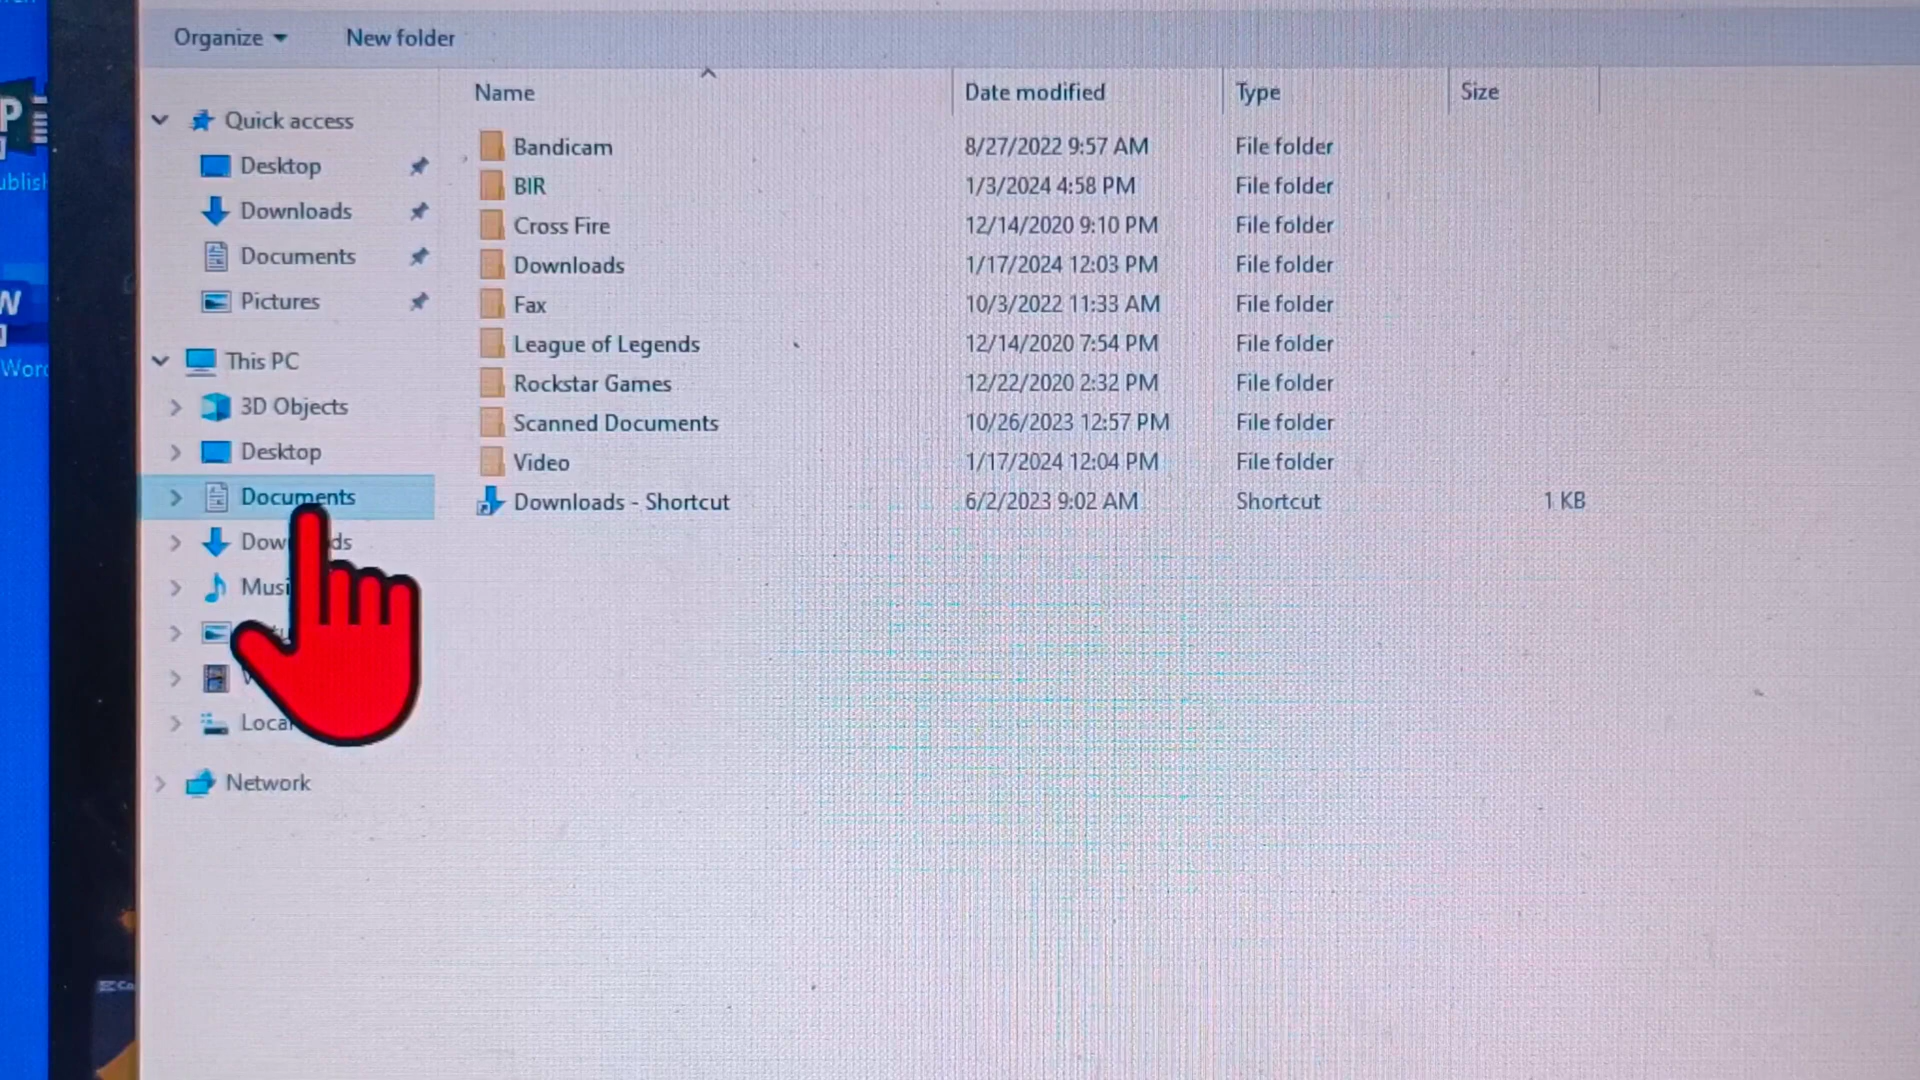 Organize New folder
Name Date modified Type Size
Quick access
Desktop
Downloads
Documents
Pictures
This PC
3D Objects
Desktop
Documents
Network
Bandicam 8/27/2022 9:57 AM File folder
BIR 1/3/2024 4:58 PM File folder
Cross Fire 12/14/2020 9:10 PM File folder
Downloads 1/17/2024 12:03 PM File folder
Fax 10/3/2022 11:33 AM File folder
League of Legends 12/14/2020 7:54 PM File folder
Rockstar Games 12/22/2020 2:32 PM File folder
Scanned Documents 10/26/2023 12:57 PM File folder
Video 1/17/2024 12:04 PM File folder
Downloads - Shortcut 6/2/2023 9:02 AM Shortcut 1 KB